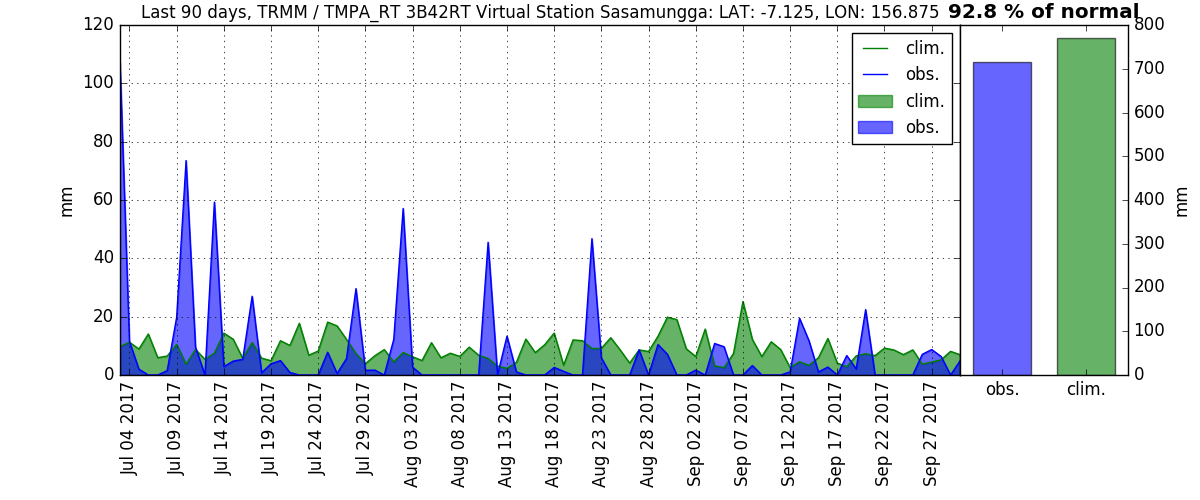 Last 90 days, TRMM / TMPA_RT 3B42RT Virtual Station Sasamungga: LAT: -7.125, LON: 156.875 92.8 % of normal
120
100
80
60
40
20
0
mm
clim.
obs.
clim.
obs.
Jul 04 2017
Jul 09 2017
Jul 14 2017
Jul 19 2017
Jul 24 2017
Jul 29 2017
Aug 03 2017
Aug 08 2017
Aug 13 2017
Aug 18 2017
Aug 23 2017
Aug 28 2017
Sep 02 2017
Sep 07 2017
Sep 12 2017
Sep 17 2017
Sep 22 2017
Sep 27 2017
800
700
600
500
400
300
200
100
0
mm
obs.
clim.